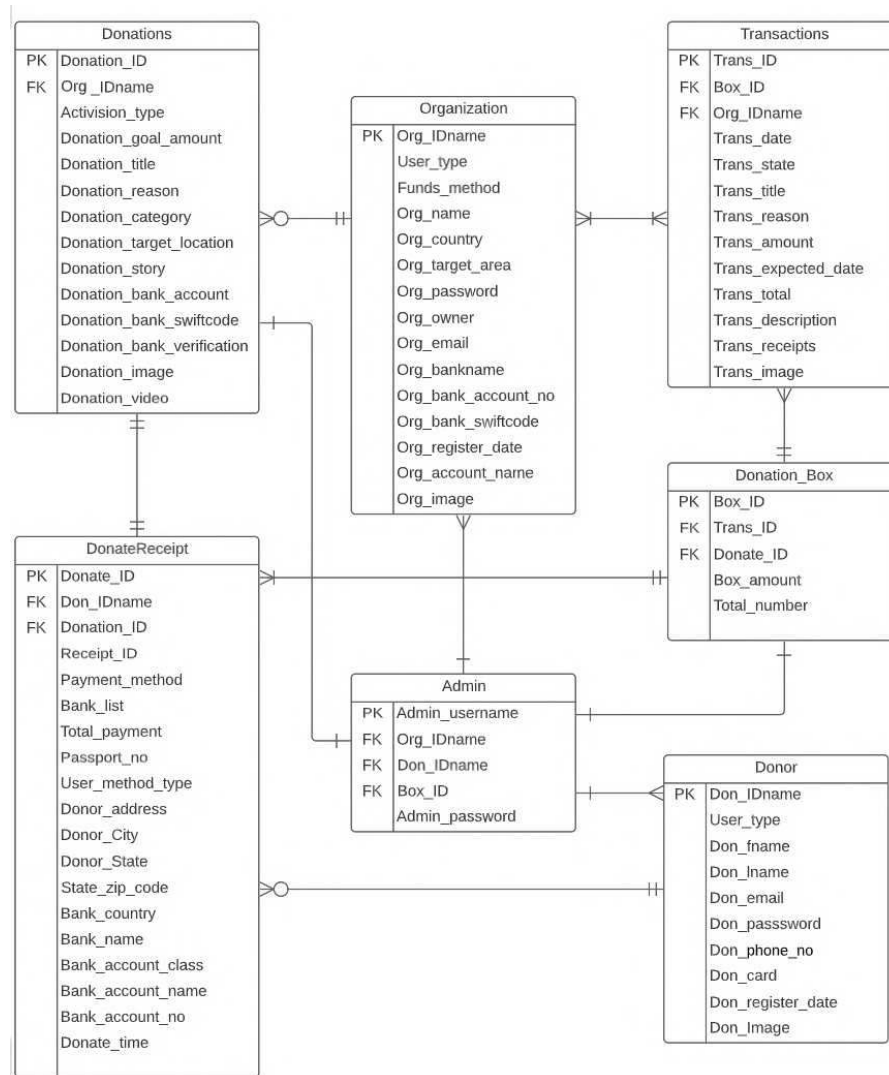 Donations
PK Donation_ID
FK Org _IDname
Activision_type
Donation_goal_amount
Donation_title
Donation_reason
Donation_category
Donation_target_location
Donation_story
Donation_bank_account
Donation_bank_swiftcode
Donation_bank_verification
Donation_image
Donation_video
Organization
PK Org_IDname
User_type
Funds_method
Org_name
Org_country
Org_target_area
Org_password
Org_owner
Org_email
Org_bankname
Org_bank_account_no
Org_bank_swiftcode
Org_register_date
Org_account_name
Org_image
Transactions
PK Trans_ID
FK Box_ID
FK Org_IDname
Trans_date
Trans_state
Trans_title
Trans_reason
Trans_amount
Trans_expected_date
Trans_total
Trans_description
Trans_receipts
Trans_image
Donation_Box
PK Box_ID
FK Trans_ID
FK Donate_ID
Box_amount
Total_number
DonateReceipt
PK Donate_ID
FK Don_IDname
FK Donation_ID
Receipt_ID
Payment_method
Bank_list
Total_payment
Passport_no
User_method_type
Donor_address
Donor_City
Donor_State
State_zip_code
Bank_country
Bank_name
Bank_account_class
Bank_account_name
Bank_account_no
Donate_time
Admin
PK Admin_username
FK Org_IDname
FK Don_IDname
FK Box_ID
Admin_password
Donor
PK Don_IDname
User_type
Don_fname
Don_lname
Don_email
Don_passsword
Don_phone_no
Don_card
Don_register_date
Don_Image